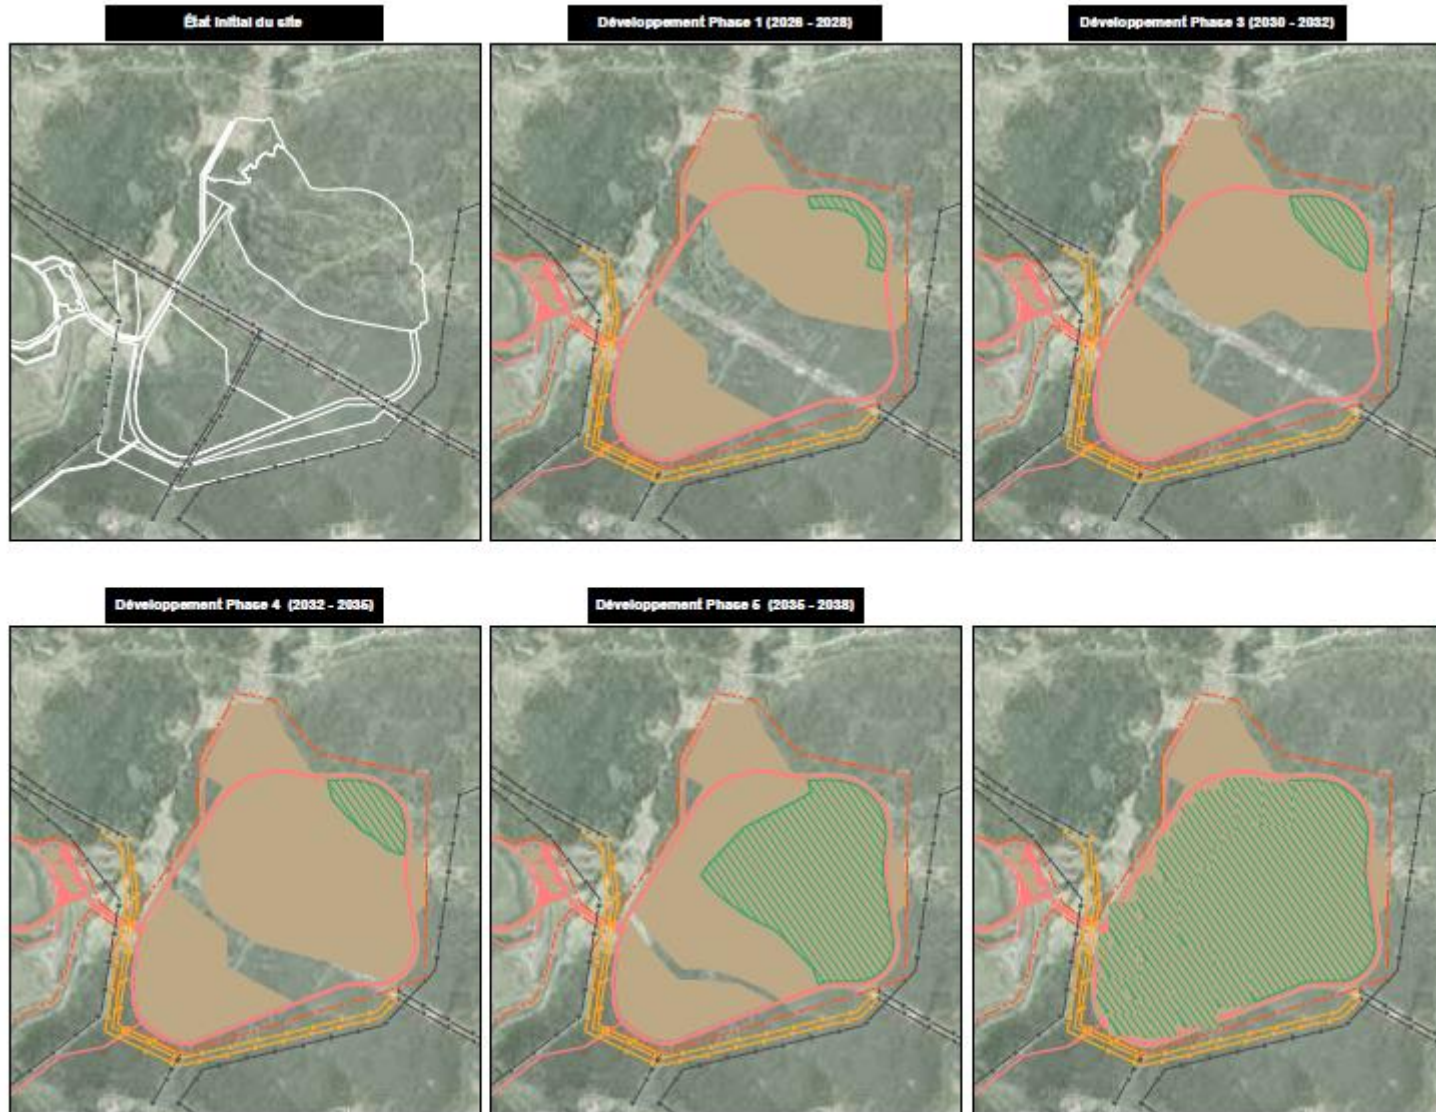 État initial du site
Développement Phase 1 (2026 - 2028)
Développement Phase 3 (2030 - 2032)
Développement Phase 4 (2032 - 2035)
Développement Phase 5 (2035 - 2038)